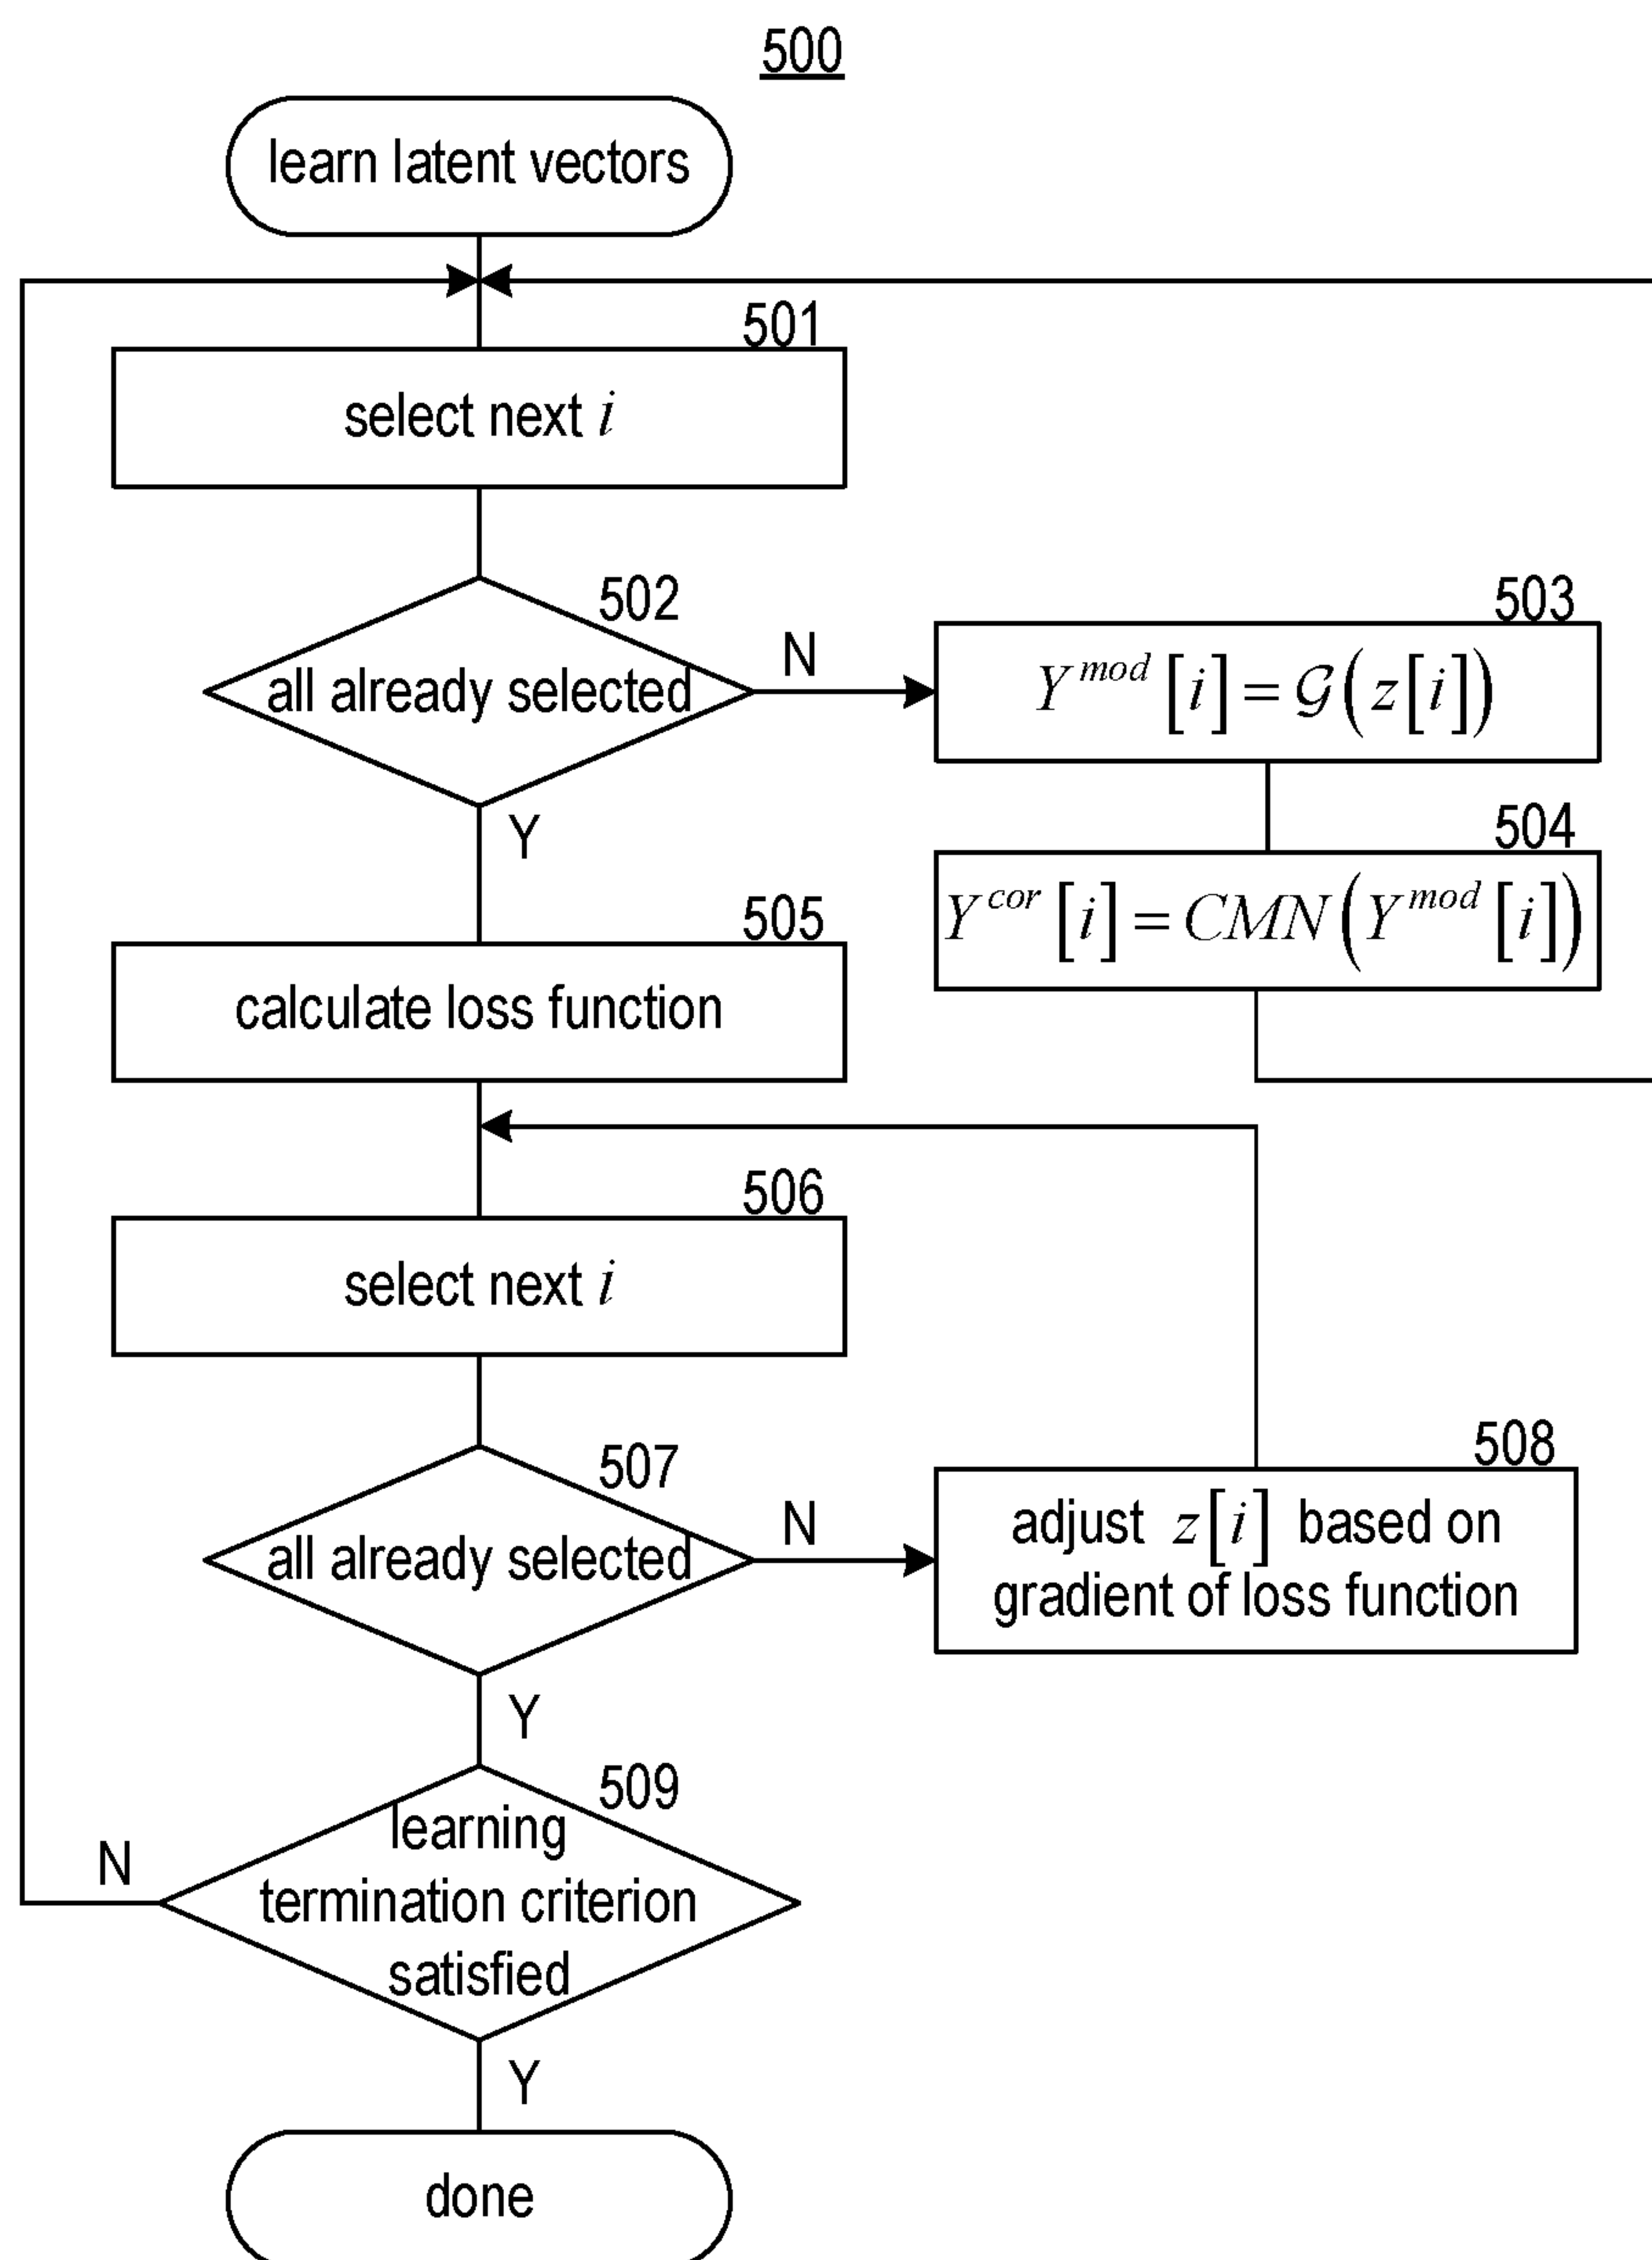 500
learn latent vectors
501
select next i
502
all already selected
N
Y
503
Y^{mod}[i] = 𝒢(z[i])
504
Y^{cor}[i] = CMN(Y^{mod}[i])
505
calculate loss function
506
select next i
507
all already selected
N
Y
508
adjust z[i] based on
gradient of loss function
509
learning
termination criterion
satisfied
N
Y
done